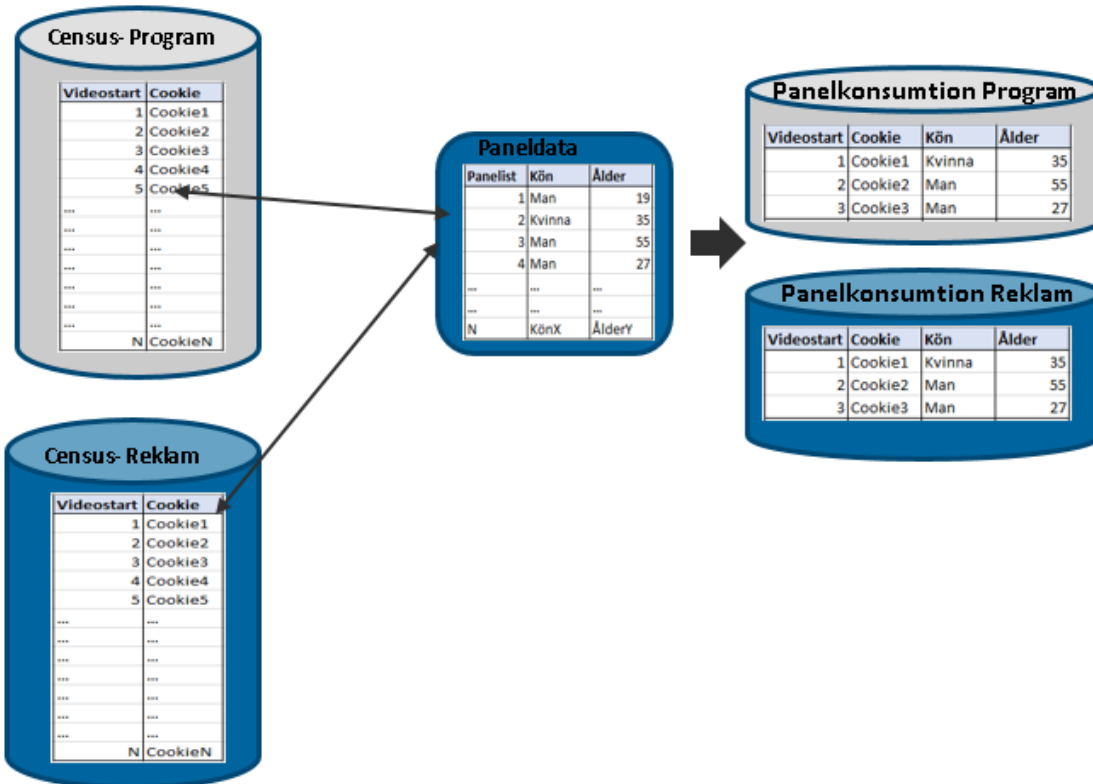 Census- Program
Videostart Cookie
1 Cookie1
2 Cookie2
3 Cookie3
4 Cookie4
5 Cookie5
... ...
... ...
... ...
... ...
... ...
... ...
... ...
N CookieN
Census- Reklam
Videostart Cookie
1 Cookie1
2 Cookie2
3 Cookie3
4 Cookie4
5 Cookie5
... ...
... ...
... ...
... ...
... ...
... ...
... ...
N CookieN
Paneldata
Panelist Kön Ålder
1 Man 19
2 Kvinna 35
3 Man 55
4 Man 27
... ... ...
... ... ...
N KönX ÅlderY
Panelkonsumtion Program
Videostart Cookie Kön Ålder
1 Cookie1 Kvinna 35
2 Cookie2 Man 55
3 Cookie3 Man 27
Panelkonsumtion Reklam
Videostart Cookie Kön Ålder
1 Cookie1 Kvinna 35
2 Cookie2 Man 55
3 Cookie3 Man 27